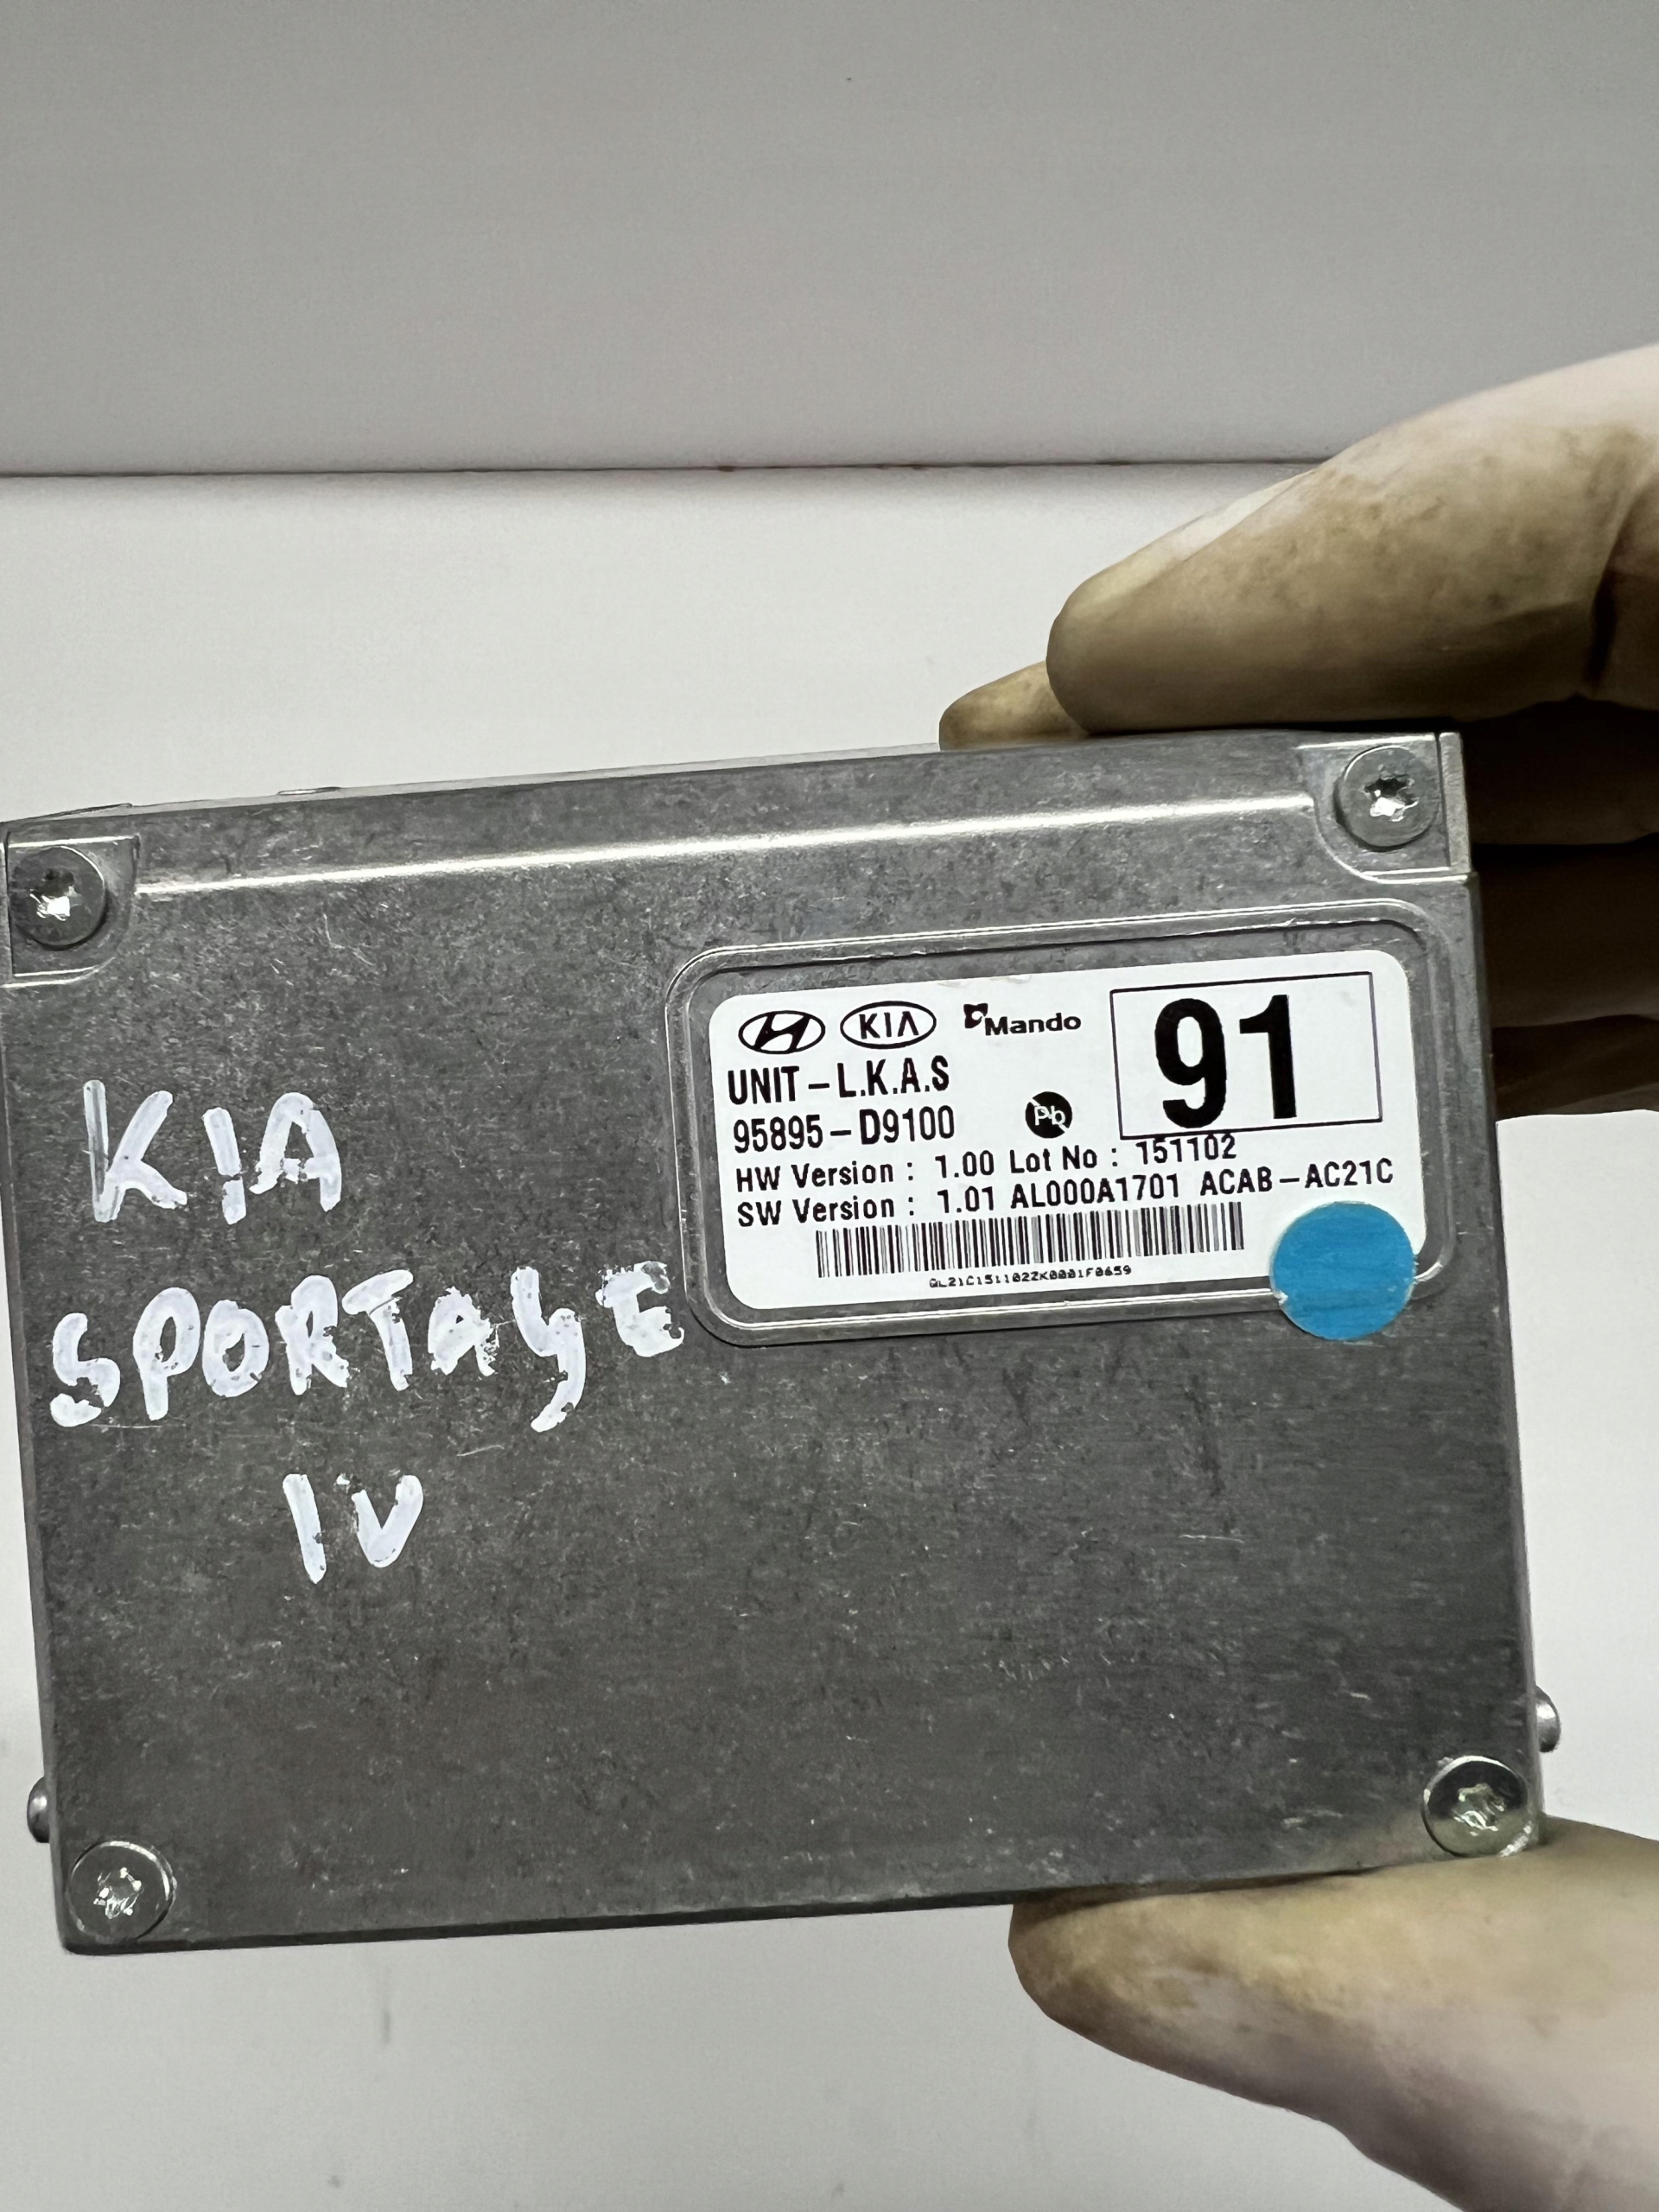 KIA
SPORTAGE
IV
KIA Mando
91
UNIT-L.K.A.S
95895-D9100
Pb
HW Version : 1.00 Lot No : 151102
SW Version : 1.01 AL000A1701 ACAB-AC21C
QL21C151102ZK0001F0659